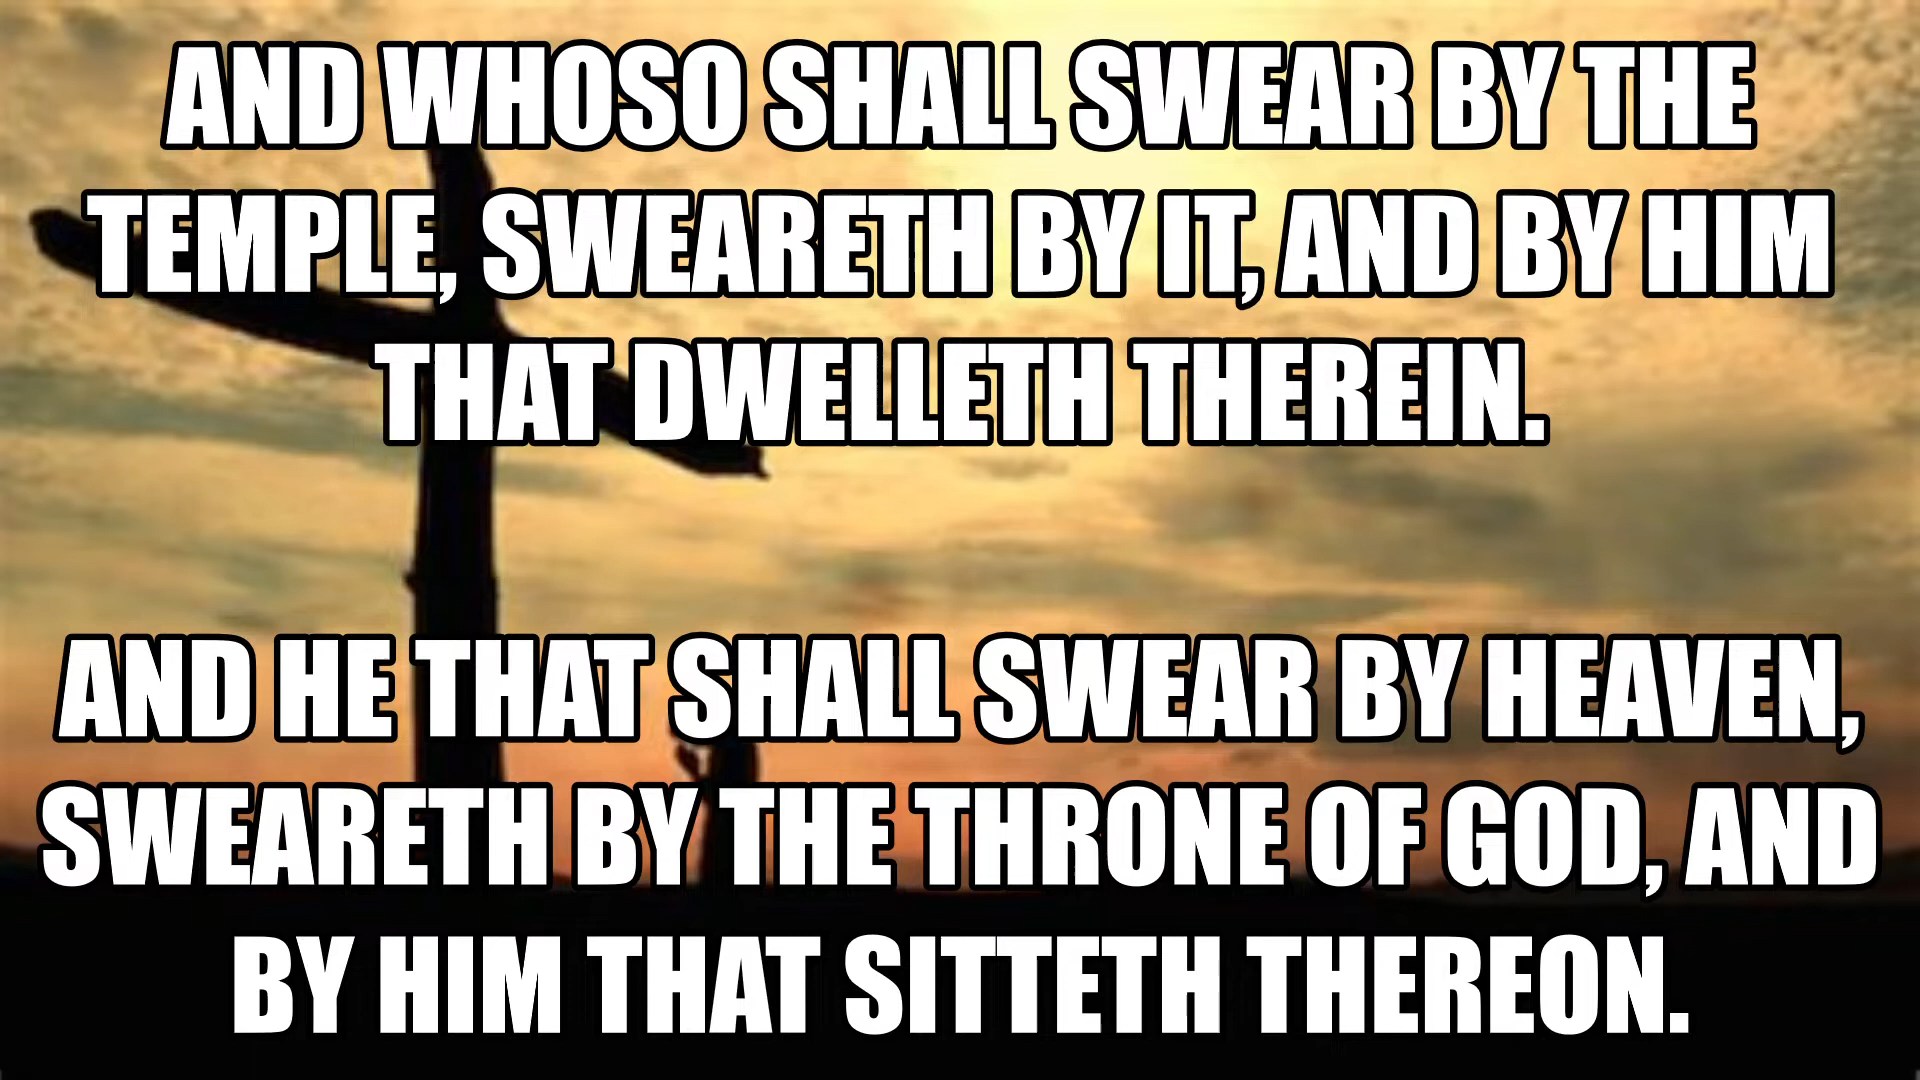 AND WHOSO SHALL SWEAR BY THE
TEMPLE, SWEARETH BY IT, AND BY HIM
THAT DWELLETH THEREIN.
AND HE THAT SHALL SWEAR BY HEAVEN,
SWEARETH BY THE THRONE OF GOD, AND
BY HIM THAT SITTETH THEREON.